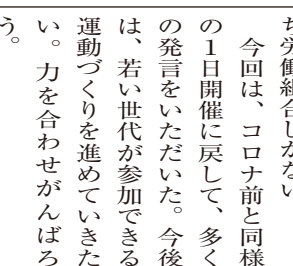 ち労働組合しかない
　今回は、コロナ前と同様
の１日開催に戻して、多く
の発言をいただいた。今後
は、若い世代が参加できる
運動づくりを進めていきた
い。力を合わせがんばろ
う。